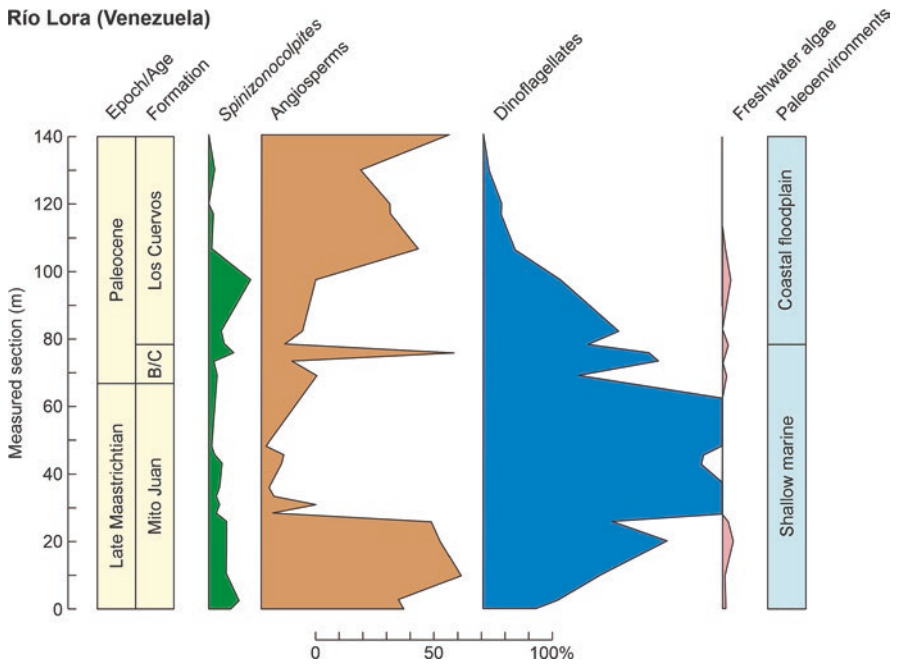 Río Lora (Venezuela)
Epoch/Age
Formation
Spinizonocolpites
Angiosperms
Dinoflagellates
Freshwater algae
Paleoenvironments
Measured section (m)
140
120
100
80
60
40
20
0
Paleocene
Late Maastrichtian
Los Cuervos
B/C
Mito Juan
Coastal floodplain
Shallow marine
0 50 100%